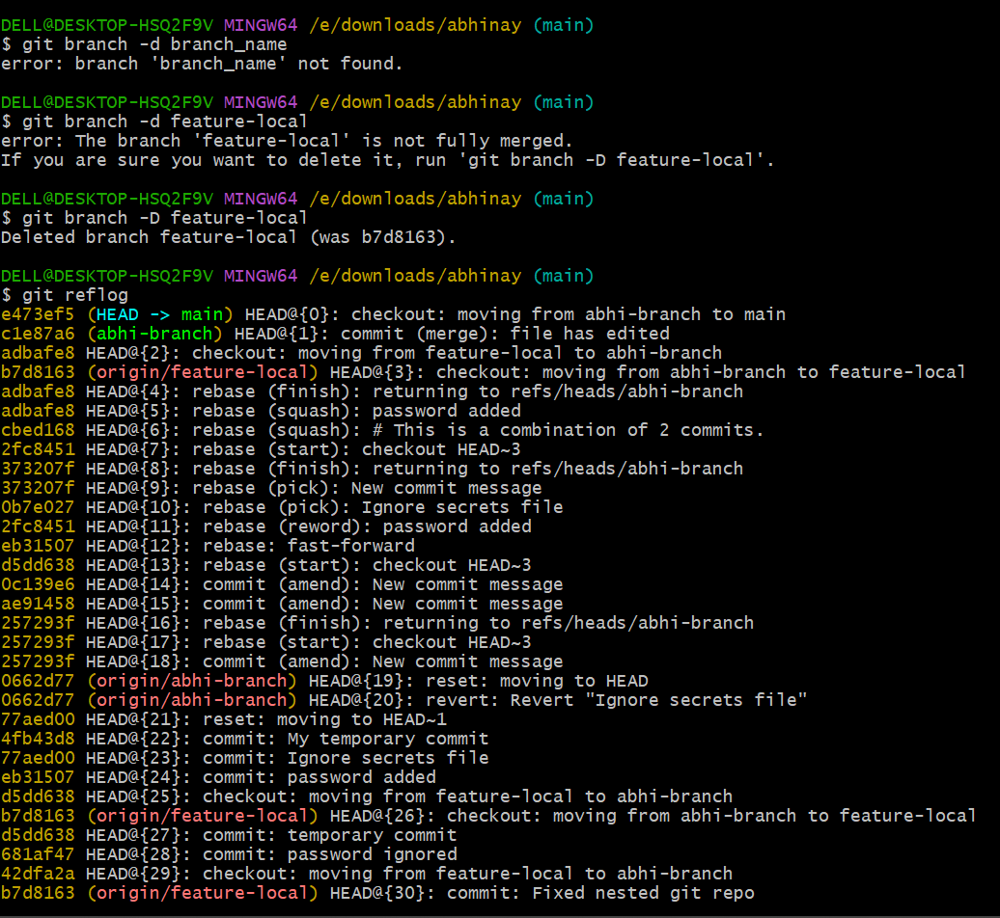 DELL@DESKTOP-HSQ2F9V MINGW64 /e/downloads/abhinay (main)
$ git branch -d branch_name
error: branch 'branch_name' not found.
DELL@DESKTOP-HSQ2F9V MINGW64 /e/downloads/abhinay (main)
$ git branch -d feature-local
error: The branch 'feature-local' is not fully merged.
If you are sure you want to delete it, run 'git branch -D feature-local'.
DELL@DESKTOP-HSQ2F9V MINGW64 /e/downloads/abhinay (main)
$ git branch -D feature-local
Deleted branch feature-local (was b7d8163).
DELL@DESKTOP-HSQ2F9V MINGW64 /e/downloads/abhinay (main)
$ git reflog
e473ef5 (HEAD -> main) HEAD@{0}: checkout: moving from abhi-branch to main
c1e87a6 (abhi-branch) HEAD@{1}: commit (merge): file has edited
adbafe8 HEAD@{2}: checkout: moving from feature-local to abhi-branch
b7d8163 (origin/feature-local) HEAD@{3}: checkout: moving from abhi-branch to feature-local
adbafe8 HEAD@{4}: rebase (finish): returning to refs/heads/abhi-branch
adbafe8 HEAD@{5}: rebase (squash): password added
cbed168 HEAD@{6}: rebase (squash): # This is a combination of 2 commits.
2fc8451 HEAD@{7}: rebase (start): checkout HEAD~3
373207f HEAD@{8}: rebase (finish): returning to refs/heads/abhi-branch
373207f HEAD@{9}: rebase (pick): New commit message
0b7e027 HEAD@{10}: rebase (pick): Ignore secrets file
2fc8451 HEAD@{11}: rebase (reword): password added
eb31507 HEAD@{12}: rebase: fast-forward
d5dd638 HEAD@{13}: rebase (start): checkout HEAD~3
0c139e6 HEAD@{14}: commit (amend): New commit message
ae91458 HEAD@{15}: commit (amend): New commit message
257293f HEAD@{16}: rebase (finish): returning to refs/heads/abhi-branch
257293f HEAD@{17}: rebase (start): checkout HEAD~3
257293f HEAD@{18}: commit (amend): New commit message
0662d77 (origin/abhi-branch) HEAD@{19}: reset: moving to HEAD
0662d77 (origin/abhi-branch) HEAD@{20}: revert: Revert "Ignore secrets file"
77aed00 HEAD@{21}: reset: moving to HEAD~1
4fb43d8 HEAD@{22}: commit: My temporary commit
77aed00 HEAD@{23}: commit: Ignore secrets file
eb31507 HEAD@{24}: commit: password added
d5dd638 HEAD@{25}: checkout: moving from feature-local to abhi-branch
b7d8163 (origin/feature-local) HEAD@{26}: checkout: moving from abhi-branch to feature-local
d5dd638 HEAD@{27}: commit: temporary commit
681af47 HEAD@{28}: commit: password ignored
42dfa2a HEAD@{29}: checkout: moving from feature-local to abhi-branch
b7d8163 (origin/feature-local) HEAD@{30}: commit: Fixed nested git repo